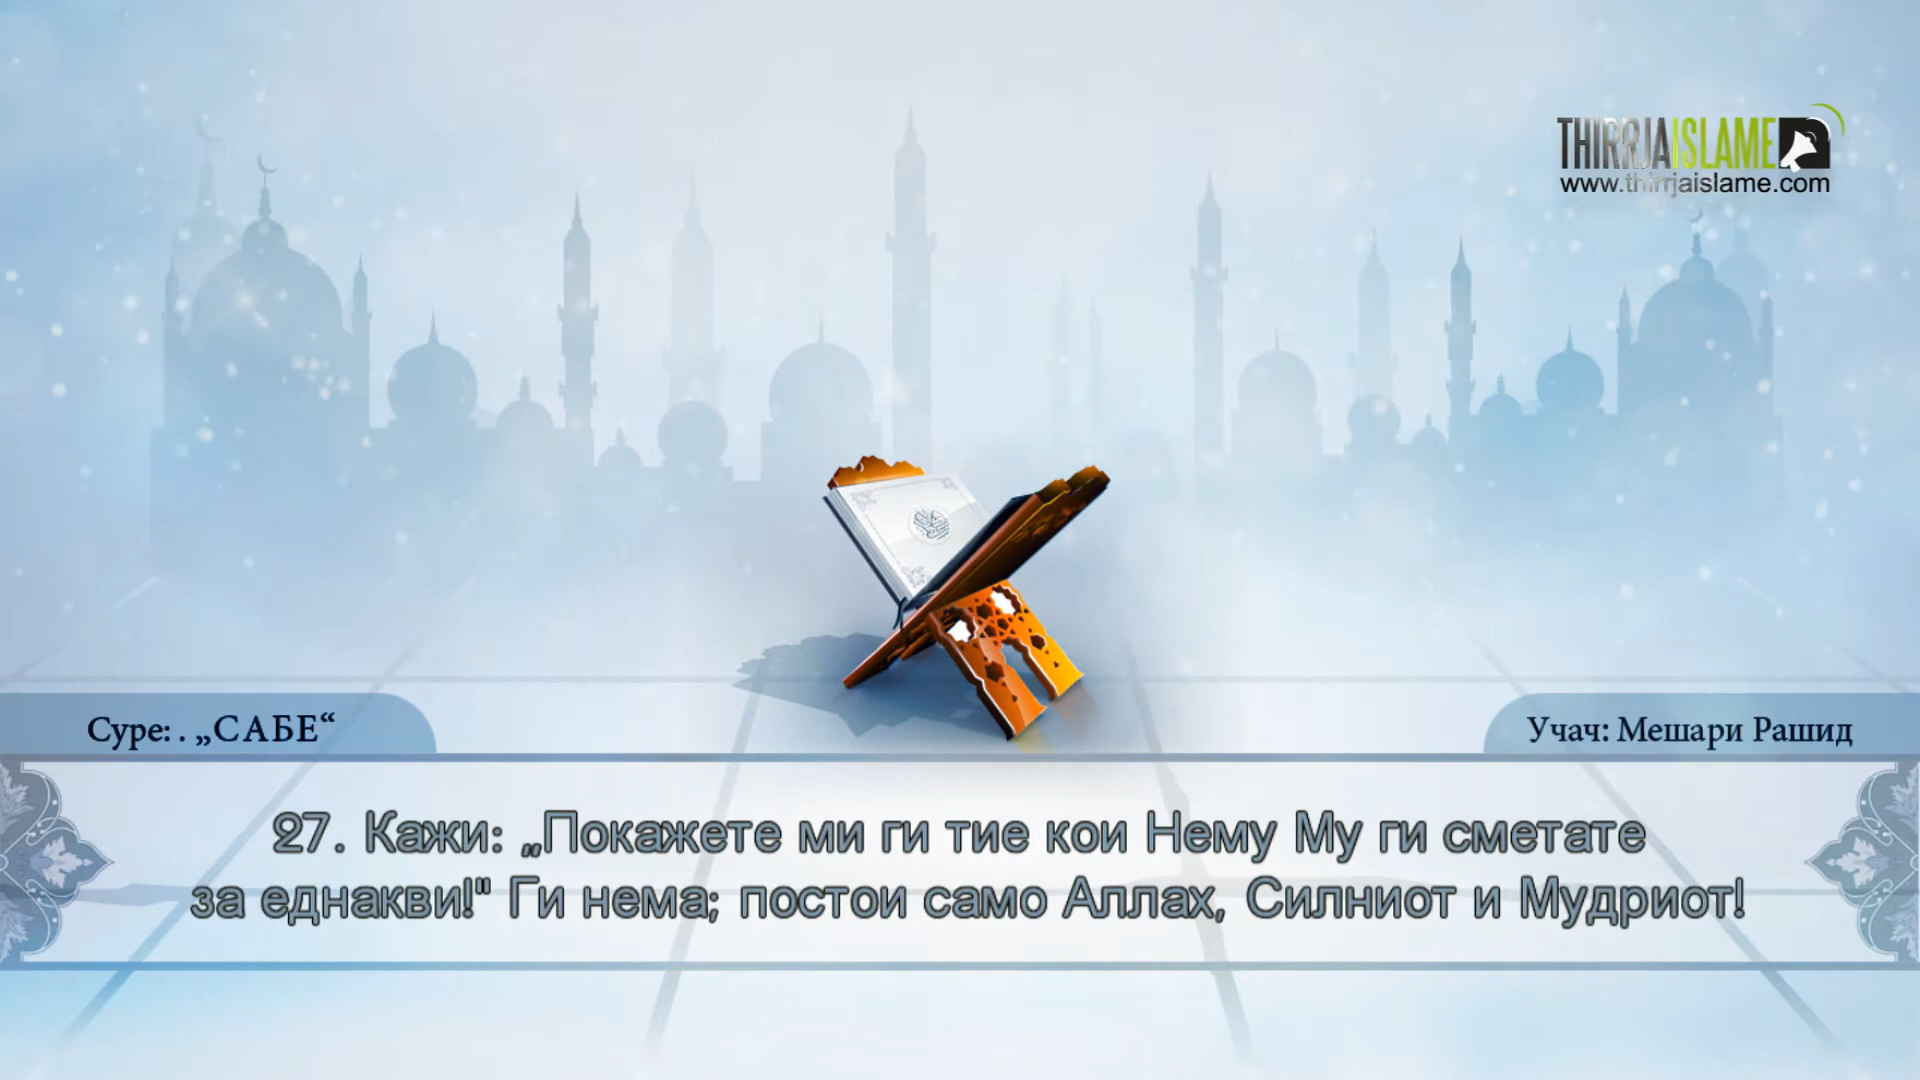 THIRRJAISLAME
www.thirrjaislame.com
Суре: . „САБЕ“
Учач: Мешари Рашид
27. Кажи: „Покажете ми ги тие кои Нему Му ги сметате
за еднакви!" Ги нема; постои само Аллах, Силниот и Мудриот!